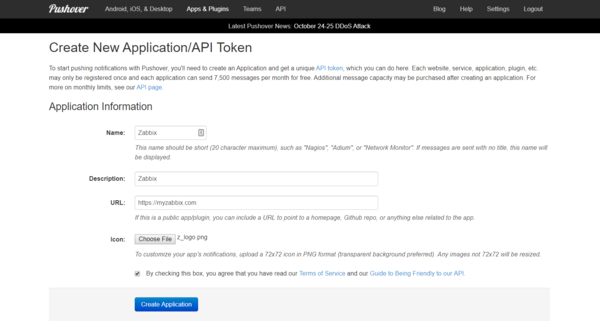 Pushover Android, iOS, & Desktop Apps & Plugins Teams API Blog Help Settings Logout
Latest Pushover News: October 24-25 DDoS Attack
Create New Application/API Token
To start pushing notifications with Pushover, you'll need to create an Application and get a unique API token, which you can do here. Each website, service, application, plugin, etc.
may only be registered once and each application can send 7,500 messages per month for free. Additional message capacity may be purchased after creating an application. For
more on monthly limits, see our API page.
Application Information
Name: Zabbix
This name should be short (20 character maximum), such as "Nagios", "Adium", or "Network Monitor". If messages are sent with no title, this name will
be displayed.
Description: Zabbix
URL: https://myzabbix.com
If this is a public app/plugin, you can include a URL to point to a homepage, Github repo, or anything else related to the app.
Icon: Choose File z_logo.png
To customize your app's notifications, upload a 72x72 icon in PNG format (transparent background preferred). Any images not 72x72 will be resized.
By checking this box, you agree that you have read our Terms of Service and our Guide to Being Friendly to our API.
Create Application